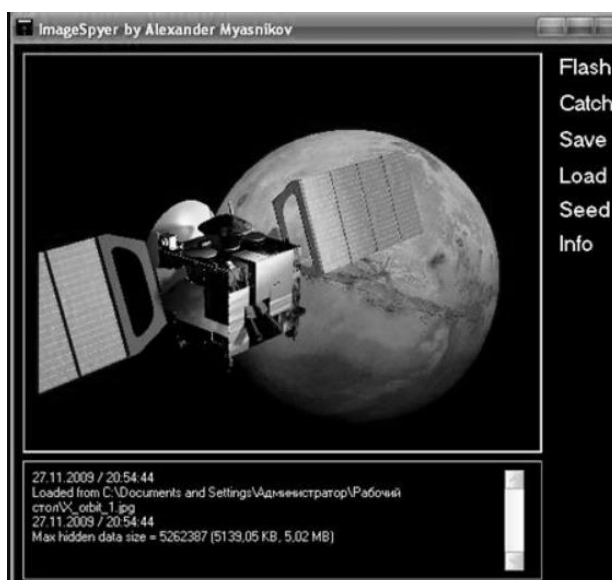 ImageSpyer by Alexander Myasnikov
Flash
Catch
Save
Load
Seed
Info
27.11.2009 / 20:54:44
Loaded from C:\Documents and Settings\Администратор\Рабочий
стол\X_orbit_1.jpg
27.11.2009 / 20:54:44
Max hidden data size = 5262387 (5139,05 KB, 5,02 MB)